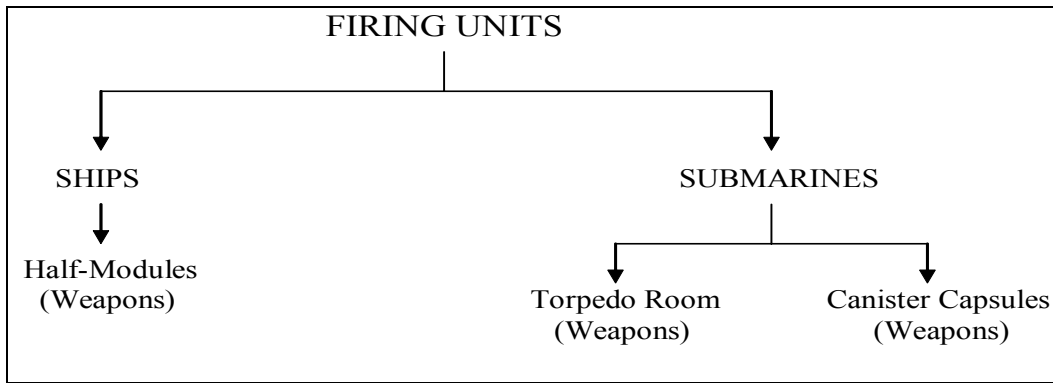 FIRING UNITS
SHIPS
SUBMARINES
Half-Modules
(Weapons)
Torpedo Room
(Weapons)
Canister Capsules
(Weapons)